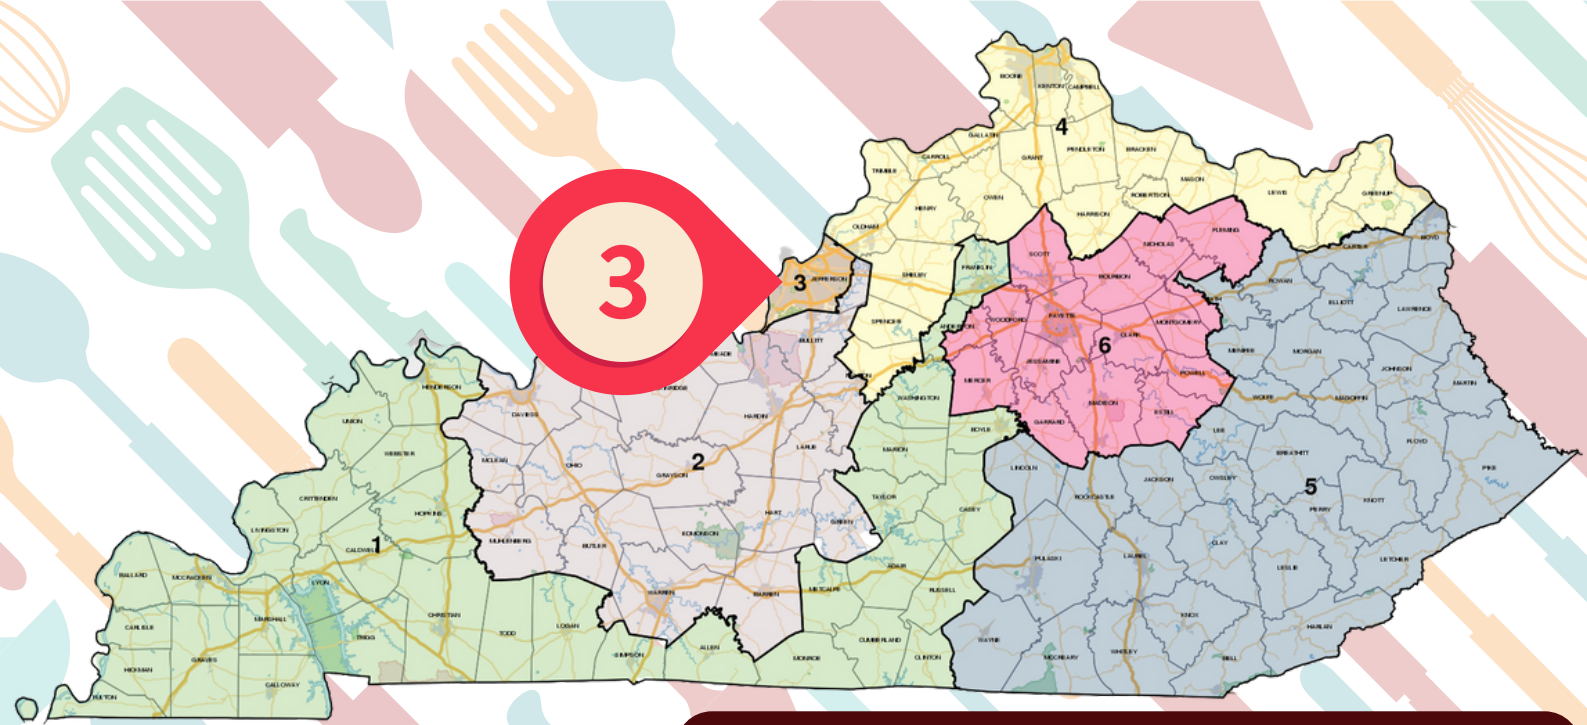 BOONE
KENTON
CAMPBELL
4
GALLATIN
PENDLETON
BRACKEN
CARROLL
GRANT
TRIMBLE
MASON
LEWIS
GREENUP
OWEN
ROBERTSON
HENRY
HARRISON
OLDHAM
FLEMING
BOYD
NICHOLAS
CARTER
SCOTT
FRANKLIN
SHELBY
BOURBON
3
3
JEFFERSON
ROWAN
ELLIOTT
LAWRENCE
SPENCER
WOODFORD
FAYETTE
MONTGOMERY
ANDERSON
CLARK
BULLITT
6
MENIFEE
MORGAN
MEADE
JESSAMINE
JOHNSON
MARTIN
POWELL
MERCER
HENDERSON
WASHINGTON
WOLFE
MAGOFFIN
MADISON
DAVIESS
HARDIN
ESTILL
UNION
GARRARD
BOYLE
LEE
FLOYD
LARUE
MARION
WEBSTER
BREATHITT
MCLEAN
OHIO
2
LINCOLN
PIKE
GRAYSON
JACKSON
OWSLEY
5
CRITTENDEN
TAYLOR
ROCKCASTLE
KNOTT
CASEY
PERRY
HOPKINS
HART
GREEN
LIVINGSTON
EDMONSON
MUHLENBERG
BUTLER
CLAY
1
CALDWELL
PULASKI
LAUREL
LETCHER
ADAIR
LESLIE
BALLARD
MCCRACKEN
LYON
METCALFE
RUSSELL
WARREN
BARREN
CHRISTIAN
KNOX
MARSHALL
CARLISLE
LOGAN
TODD
TRIGG
HARLAN
CUMBERLAND
WAYNE
ALLEN
WHITLEY
SIMPSON
MONROE
CLINTON
MCCREARY
BELL
GRAVES
HICKMAN
CALLOWAY
FULTON